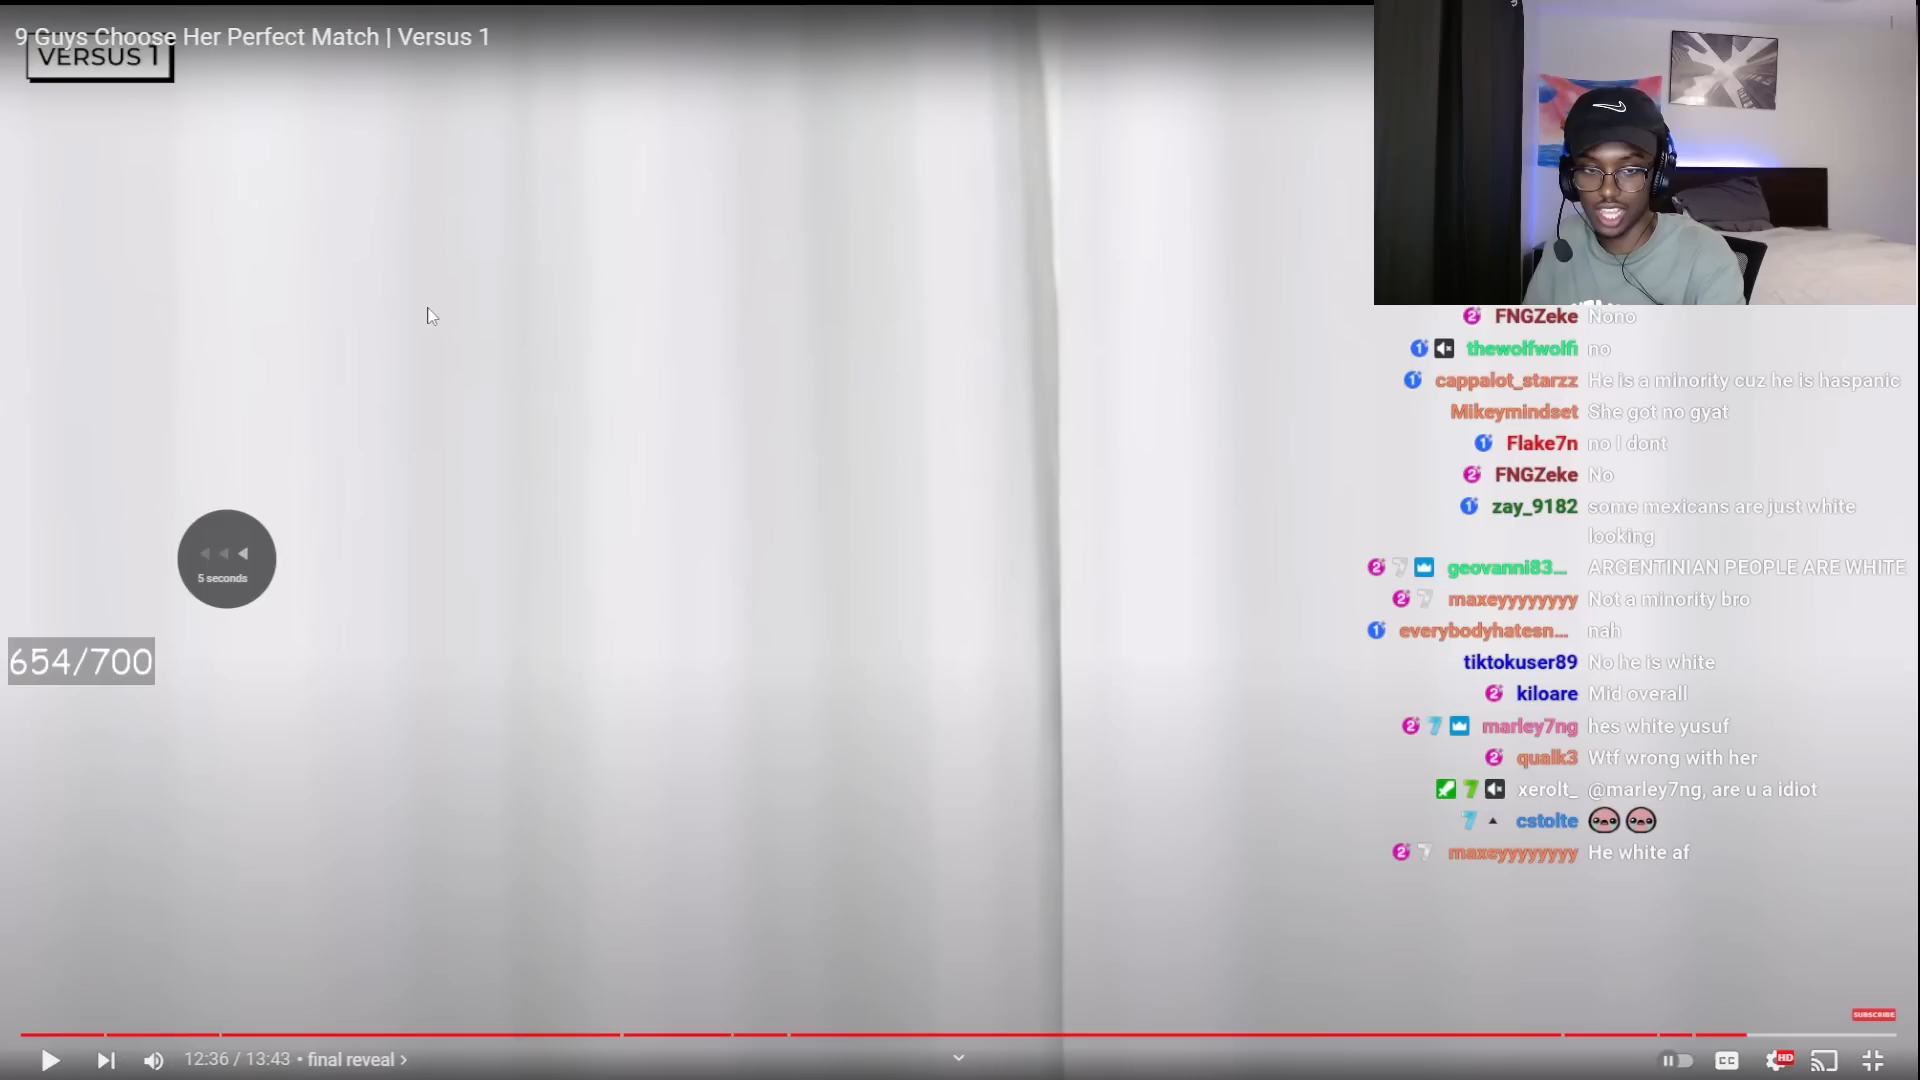 9 Guys Choose Her Perfect Match | Versus 1
VERSUS 1
FNGZeke Nono
thewolfwolfi no
cappalot_starzz He is a minority cuz he is haspanic
Mikeymindset She got no gyat
Flake7n no I dont
FNGZeke No
zay_9182 some mexicans are just white
looking
geovanni83... ARGENTINIAN PEOPLE ARE WHITE
maxeyyyyyyyy Not a minority bro
everybodyhatesn... nah
tiktokuser89 No he is white
kiloare Mid overall
marley7ng hes white yusuf
qualk3 Wtf wrong with her
xerolt_ @marley7ng, are u a idiot
cstolte
maxeyyyyyyyy He white af
5 seconds
654/700
SUBSCRIBE
12:36 / 13:43 • final reveal >
CC
HD